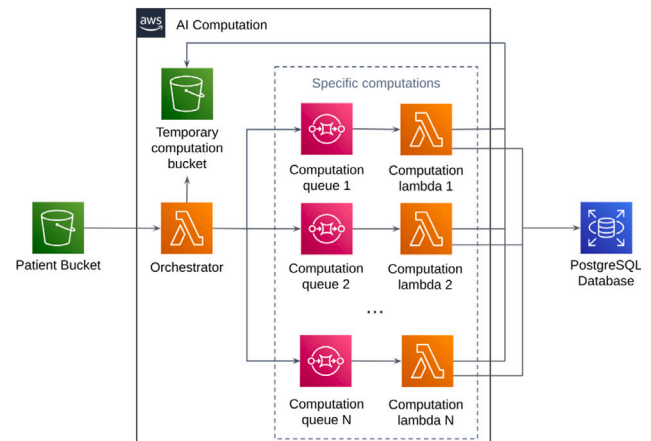 aws
AI Computation
Specific computations
Temporary
computation
bucket
Computation
queue 1
Computation
lambda 1
Patient Bucket
Orchestrator
Computation
queue 2
Computation
lambda 2
PostgreSQL
Database
...
Computation
queue N
Computation
lambda N